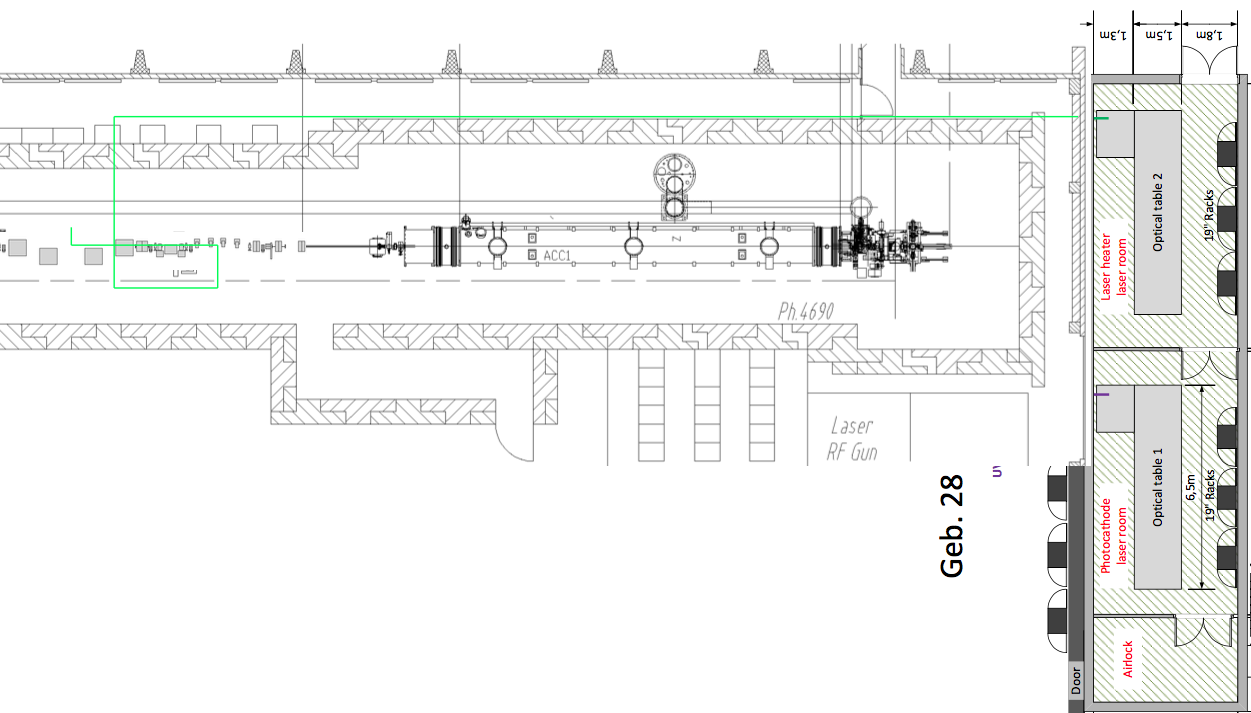 1,3m
1,5m
1,8m
Laser heater
laser room
Optical table 2
19" Racks
ACC1
Z
Ph.4690
Laser
RF Gun
Geb. 28
Photocathode
laser room
Optical table 1
6,5m
19" Racks
Airlock
Door